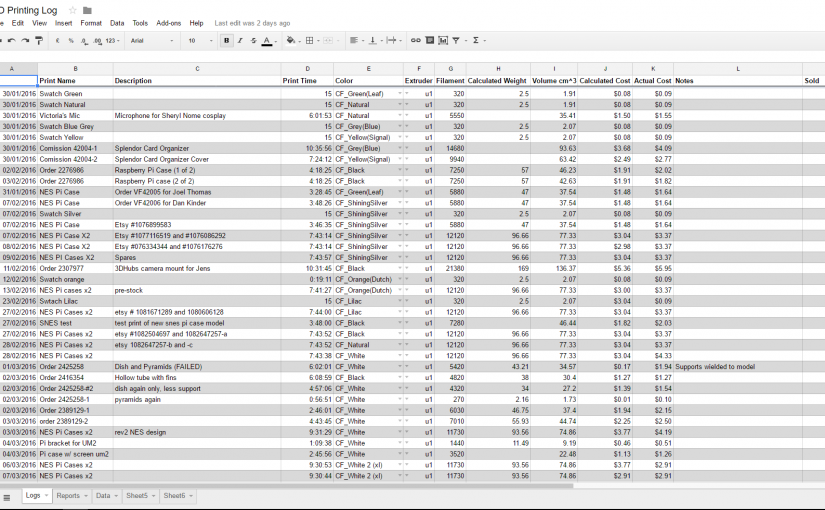 D Printing Log
e Edit View Insert Format Data Tools Add-ons Help Last edit was 2 days ago
€ % .0 .00 123 Arial 10 B I S A Σ
A B C D E F G H I J K L
Print Name Description Print Time Color Extruder Filament Calculated Weight Volume cm^3 Calculated Cost Actual Cost Notes Sold
30/01/2016 Swatch Green 15 CF_Green(Leaf) u1 320 2.5 1.91 $0.08 $0.09
30/01/2016 Swatch Natural 15 CF_Natural u1 320 2.5 1.91 $0.08 $0.09
30/01/2016 Victoria's Mic Microphone for Sheryl Nome cosplay 6:01:53 CF_Natural u1 5550 35.41 $1.50 $1.55
30/01/2016 Swatch Blue Grey 15 CF_Grey(Blue) u1 320 2.5 2.07 $0.08 $0.09
30/01/2016 Swatch Yellow 15 CF_Yellow(Signal) u1 320 2.5 2.07 $0.08 $0.09
30/01/2016 Comission 42004-1 Splendor Card Organizer 10:35:56 CF_Grey(Blue) u1 14680 93.63 $3.68 $4.09
30/01/2016 Comission 42004-2 Splendor Card Organizer Cover 7:24:12 CF_Yellow(Signal) u1 9940 63.42 $2.49 $2.77
02/02/2016 Order 2276986 Raspberry Pi Case (1 of 2) 4:18:25 CF_Black u1 7250 57 46.23 $1.91 $2.02
03/02/2016 Order 2276986 Raspberry Pi case (2 of 2) 4:18:25 CF_Black u1 7250 57 42.63 $1.91 $1.82
31/01/2016 NES Pi Case Order VF42005 for Joel Thomas 3:28:45 CF_Green(Leaf) u1 5880 47 37.54 $1.48 $1.64
07/02/2016 NES Pi Case Order VF42006 for Dan Kinder 3:48:26 CF_ShiningSilver u1 5880 47 37.54 $1.48 $1.64
07/02/2016 Swatch Silver 15 CF_ShiningSilver u1 320 2.5 2.07 $0.08 $0.09
07/02/2016 NES Pi Case Etsy #1076899583 3:46:35 CF_ShiningSilver u1 5880 47 37.54 $1.48 $1.64
07/02/2016 NES Pi Case X2 Etsy #1077116519 and #1076086292 7:43:14 CF_ShiningSilver u1 12120 96.66 77.33 $3.04 $3.37
08/02/2016 NES Pi Case X2 Etsy #076334344 and #1076176276 7:43:14 CF_ShiningSilver u1 12120 96.66 77.33 $2.98 $3.37
09/02/2016 NES PI Cases X2 Spares 7:43:57 CF_ShiningSilver u1 12120 96.66 77.33 $3.04 $3.37
11/02/2016 Order 2307977 3DHubs camera mount for Jens 10:31:45 CF_Black u1 21380 169 136.37 $5.36 $5.95
12/02/2016 Swatch orange 0:19:11 CF_Orange(Dutch) u1 320 2.5 2.07 $0.08 $0.09
13/02/2016 NES Pi cases x2 pre-stock 7:41:27 CF_Orange(Dutch) u1 12120 96.66 77.33 $3.00 $3.37
23/02/2016 Swtach Lilac 15 CF_Lilac u1 320 2.5 2.07 $3.04 $0.09
27/02/2016 NES Pi Cases x2 etsy # 1081671289 and 1080606128 7:44:00 CF_Lilac u1 12120 96.66 77.33 $3.04 $3.37
27/02/2016 SNES test test print of new snes pi case model 3:48:00 CF_Black u1 7280 46.44 $1.82 $2.03
27/02/2016 NES Pi Cases x2 etsy #1082504697 and 1082647257-a 7:43:52 CF_Black u1 12120 96.66 77.33 $3.04 $3.37
28/02/2016 NES Pi Cases x2 etsy 1082647257-b and -c 7:43:52 CF_Natural u1 12120 96.66 77.33 $3.04 $3.37
28/02/2016 NES Pi Cases x2 7:43:38 CF_White u1 12120 96.66 77.33 $3.04 $4.33
01/03/2016 Order 2425258 Dish and Pyramids (FAILED) 6:02:01 CF_White u1 5420 43.21 34.57 $0.17 $1.94 Supports wielded to model
02/03/2016 Order 2416354 Hollow tube with fins 6:08:59 CF_Black u1 4820 38 30.4 $1.27 $1.27
02/03/2016 Order 2425258-#2 dish again only, less support 4:57:06 CF_White u1 4320 34 27.2 $1.39 $1.54
02/03/2016 Order 2425258-1 pyramids again 0:56:51 CF_White u1 270 2.16 1.73 $0.01 $0.10
02/03/2016 Order 2389129-1 2:46:01 CF_White u1 6030 46.75 37.4 $1.94 $2.15
03/03/2016 order 2389129-2 4:43:45 CF_White u1 7010 55.93 44.74 $2.25 $2.50
03/03/2016 NES Pi Cases x2 rev2 NES design 9:31:29 CF_White u1 11730 93.56 74.86 $3.77 $4.19
04/03/2016 Pi bracket for UM2 1:09:38 CF_White u1 1440 11.49 9.19 $0.46 $0.51
04/03/2016 Pi case w/ screen um2 2:45:56 CF_White u1 3520 22.48 $1.13 $1.26
06/03/2016 NES Pi Cases x2 9:30:53 CF_White 2 (xl) u1 11730 93.56 74.86 $3.77 $2.91
07/03/2016 NES Pi Cases x2 9:30:44 CF_White 2 (xl) u1 11730 93.56 74.86 $2.91 $2.91
Logs Reports Data Sheet5 Sheet6